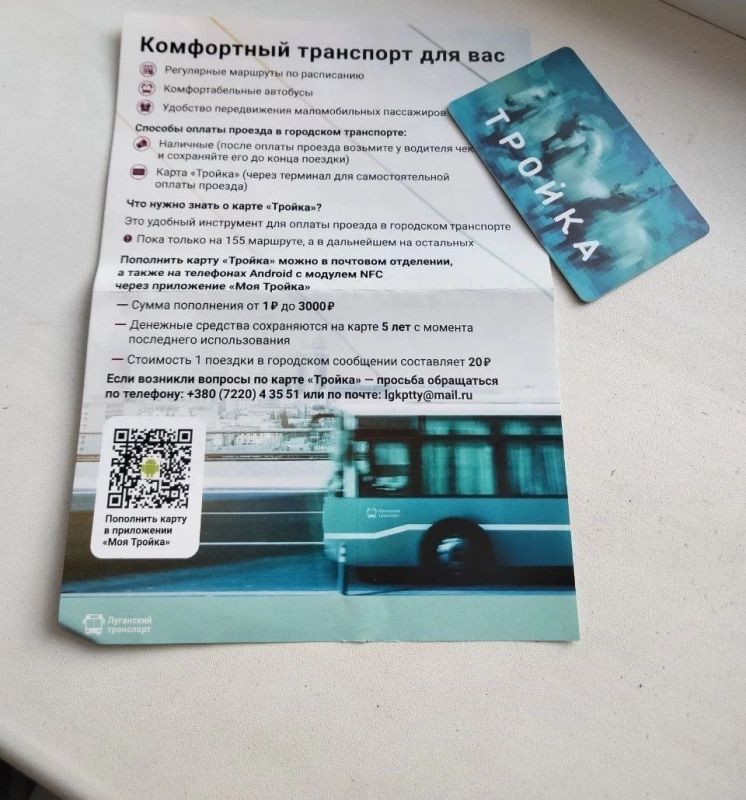 Комфортный транспорт для вас
Регулярные маршруты по расписанию
Комфортабельные автобусы
Удобство передвижения маломобильных пассажиров
Способы оплаты проезда в городском транспорте:
Наличные (после оплаты проезда возьмите у водителя чек
и сохраняйте его до конца поездки)
Карта «Тройка» (через терминал для самостоятельной
оплаты проезда)
Что нужно знать о карте «Тройка»?
Это удобный инструмент для оплаты проезда в городском транспорте
Пока только на 155 маршруте, а в дальнейшем на остальных
Пополнить карту «Тройка» можно в почтовом отделении,
а также на телефонах Android с модулем NFC
через приложение «Моя Тройка»
— Сумма пополнения от 1 ₽ до 3000 ₽
— Денежные средства сохраняются на карте 5 лет с момента
последнего использования
— Стоимость 1 поездки в городском сообщении составляет 20 ₽
Если возникли вопросы по карте «Тройка» — просьба обращаться
по телефону: +380 (7220) 4 35 51 или по почте: lgkptty@mail.ru
Пополнить карту
в приложении
«Моя Тройка»
Луганский
транспорт
Луганский
транспорт
ТРОЙКА